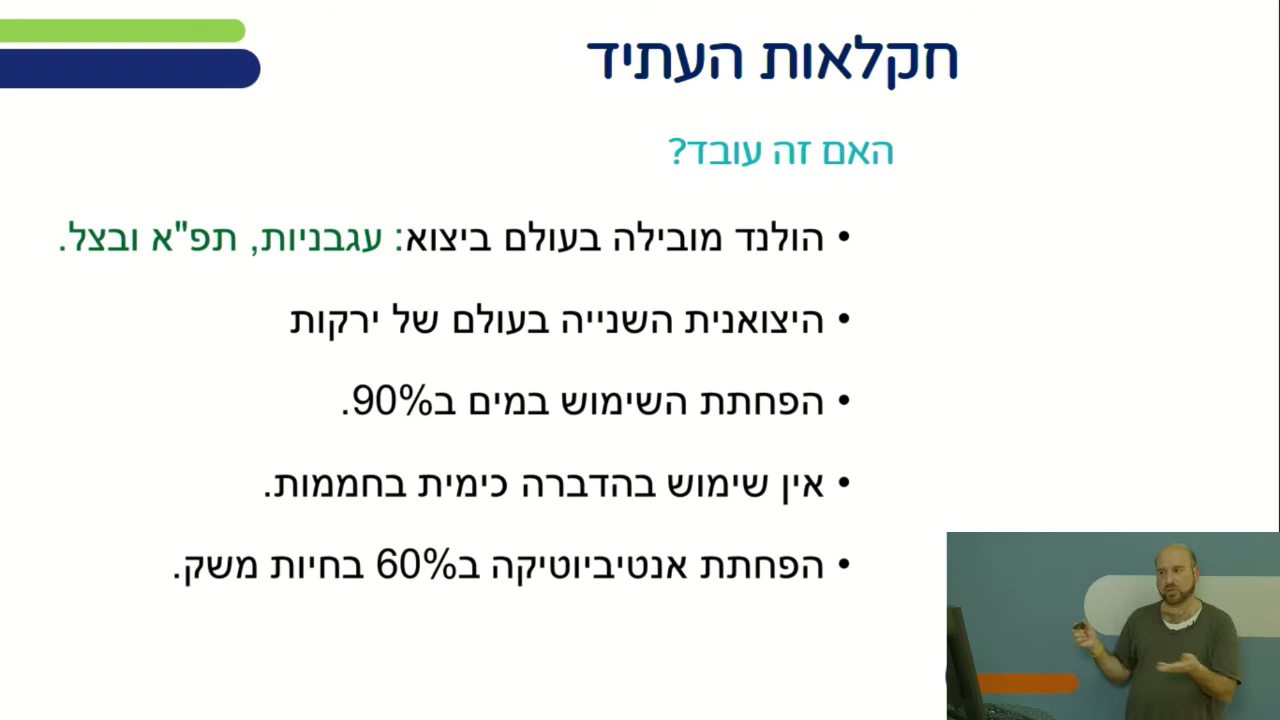 חקלאות העתיד
האם זה עובד?
• הולנד מובילה בעולם ביצוא: עגבניות, תפ"א ובצל.
• היצואנית השנייה בעולם של ירקות
• הפחתת השימוש במים ב90%.
• אין שימוש בהדברה כימית בחממות.
• הפחתת אנטיביוטיקה ב60% בחיות משק.